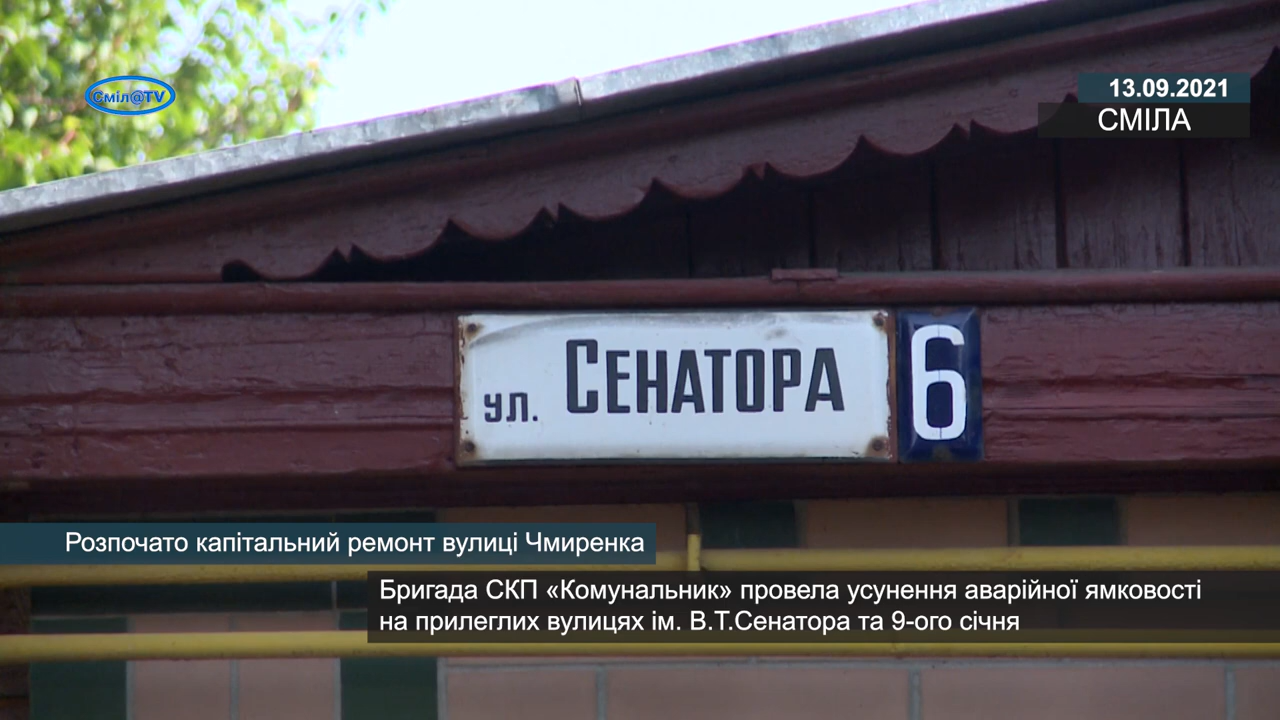 Сміл@TV
13.09.2021
СМІЛА
ул. СЕНАТОРА 6
Розпочато капітальний ремонт вулиці Чмиренка
Бригада СКП «Комунальник» провела усунення аварійної ямковості
на прилеглих вулицях ім. В.Т.Сенатора та 9-ого січня